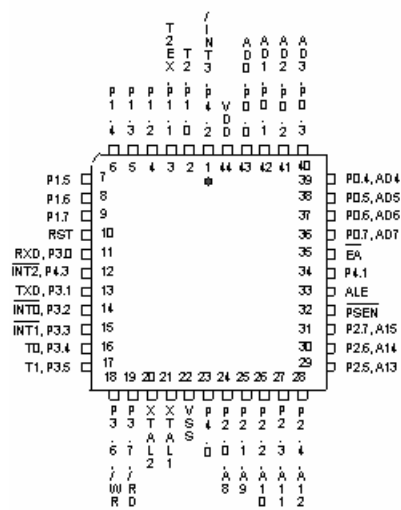 P1.4
P1.3
P1.2
T2EX, P1.1
T2, P1.0
/INT3, P4.2
VDD
AD0, P0.0
AD1, P0.1
AD2, P0.2
AD3, P0.3
6 5 4 3 2 1 44 43 42 41 40
P1.5 7
P1.6 8
P1.7 9
RST 10
RXD, P3.0 11
INT2, P4.3 12
TXD, P3.1 13
INT0, P3.2 14
INT1, P3.3 15
T0, P3.4 16
T1, P3.5 17
39 P0.4, AD4
38 P0.5, AD5
37 P0.6, AD6
36 P0.7, AD7
35 EA
34 P4.1
33 ALE
32 PSEN
31 P2.7, A15
30 P2.6, A14
29 P2.5, A13
18 19 20 21 22 23 24 25 26 27 28
P3.6, /WR
P3.7, /RD
XTAL2
XTAL1
VSS
P4.0
P2.0, A8
P2.1, A9
P2.2, A10
P2.3, A11
P2.4, A12